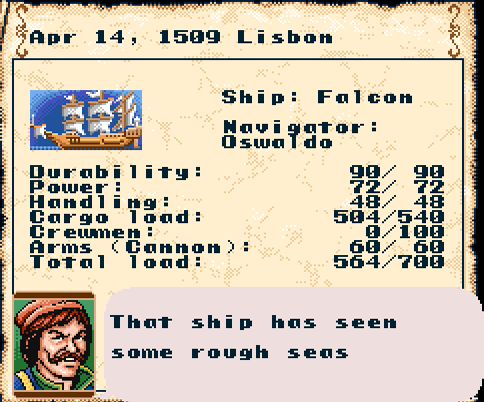 Apr 14, 1509 Lisbon
Ship: Falcon
Navigator:
Oswaldo
Durability: 90/ 90
Power: 72/ 72
Handling: 48/ 48
Cargo load: 504/540
Crewmen: 0/100
Arms (Cannon): 60/ 60
Total load: 564/700
That ship has seen
some rough seas